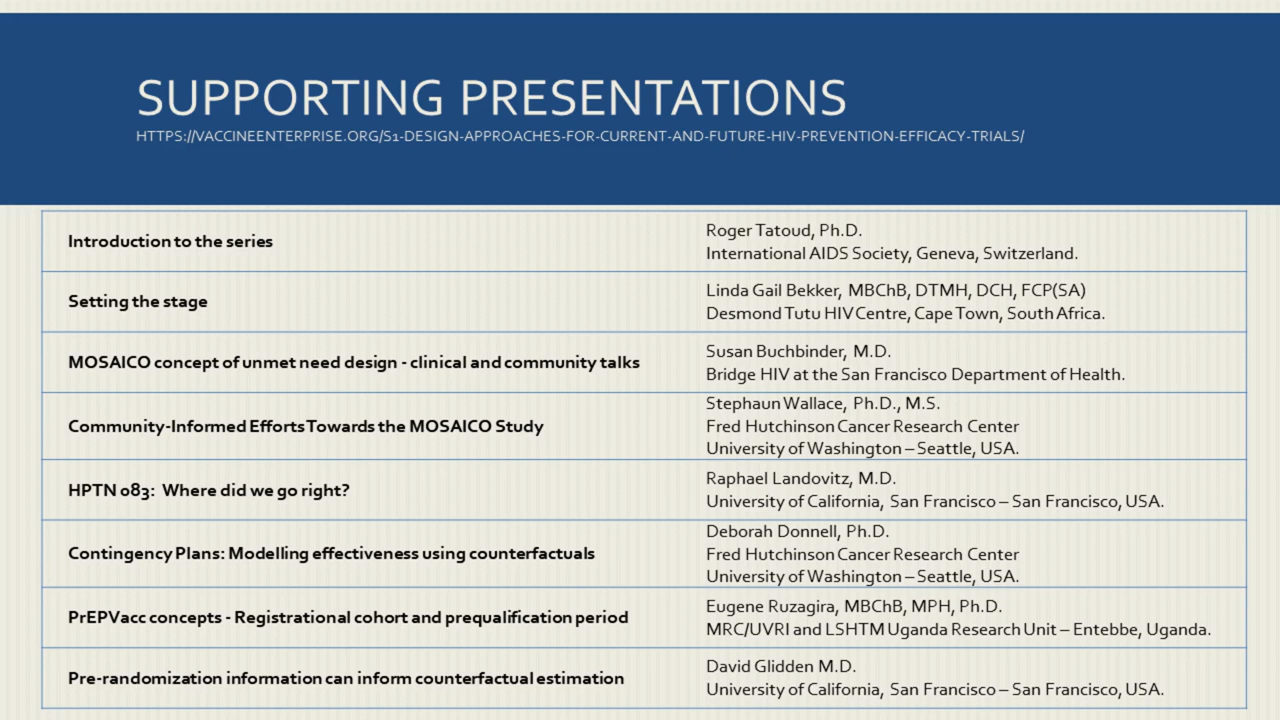 SUPPORTING PRESENTATIONS
HTTPS://VACCINEENTERPRISE.ORG/S1-DESIGN-APPROACHES-FOR-CURRENT-AND-FUTURE-HIV-PREVENTION-EFFICACY-TRIALS/
Introduction to the series
Roger Tatoud, Ph.D.
International AIDS Society, Geneva, Switzerland.
Setting the stage
Linda Gail Bekker, MBChB, DTMH, DCH, FCP(SA)
Desmond Tutu HIV Centre, Cape Town, South Africa.
MOSAICO concept of unmet need design - clinical and community talks
Susan Buchbinder, M.D.
Bridge HIV at the San Francisco Department of Health.
Community-Informed Efforts Towards the MOSAICO Study
Stephaun Wallace, Ph.D., M.S.
Fred Hutchinson Cancer Research Center
University of Washington – Seattle, USA.
HPTN 083: Where did we go right?
Raphael Landovitz, M.D.
University of California, San Francisco – San Francisco, USA.
Contingency Plans: Modelling effectiveness using counterfactuals
Deborah Donnell, Ph.D.
Fred Hutchinson Cancer Research Center
University of Washington – Seattle, USA.
PrEPVacc concepts - Registrational cohort and prequalification period
Eugene Ruzagira, MBChB, MPH, Ph.D.
MRC/UVRI and LSHTM Uganda Research Unit – Entebbe, Uganda.
Pre-randomization information can inform counterfactual estimation
David Glidden M.D.
University of California, San Francisco – San Francisco, USA.